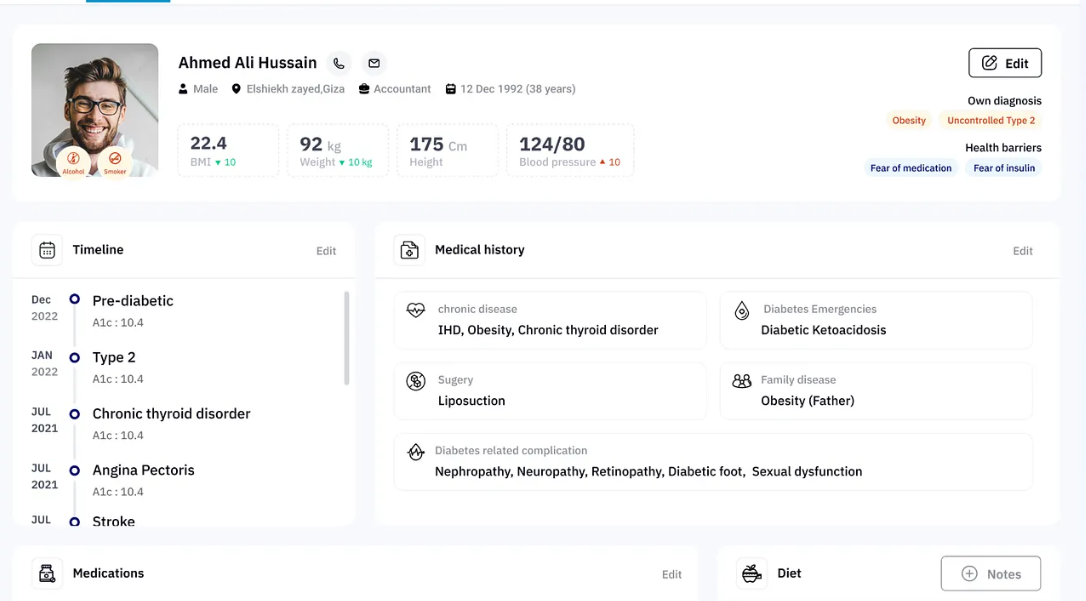 Ahmed Ali Hussain
Male Elshiekh zayed,Giza Accountant 12 Dec 1992 (38 years)
Edit
Own diagnosis
Obesity Uncontrolled Type 2
Health barriers
Fear of medication Fear of insulin
Alcohol Smoker
22.4
BMI ▼ 10
92 kg
Weight ▼ 10 kg
175 Cm
Height
124/80
Blood pressure ▲ 10
Timeline
Edit
Dec 2022
Pre-diabetic
A1c : 10.4
JAN 2022
Type 2
A1c : 10.4
JUL 2021
Chronic thyroid disorder
A1c : 10.4
JUL 2021
Angina Pectoris
A1c : 10.4
JUL
Stroke
Medical history
Edit
chronic disease
IHD, Obesity, Chronic thyroid disorder
Diabetes Emergencies
Diabetic Ketoacidosis
Sugery
Liposuction
Family disease
Obesity (Father)
Diabetes related complication
Nephropathy, Neuropathy, Retinopathy, Diabetic foot, Sexual dysfunction
Medications
Edit
Diet
Notes